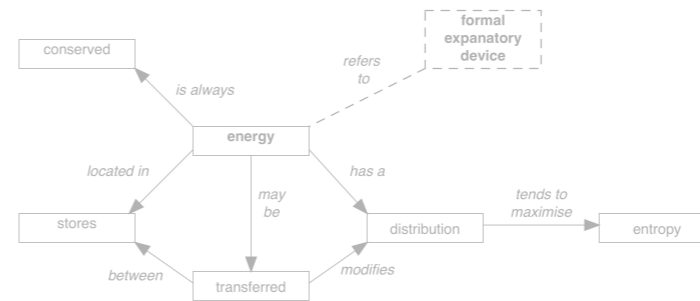 formal
expanatory
device
conserved
refers
to
is always
energy
located in
may
be
has a
tends to
maximise
stores
distribution
entropy
between
transferred
modifies